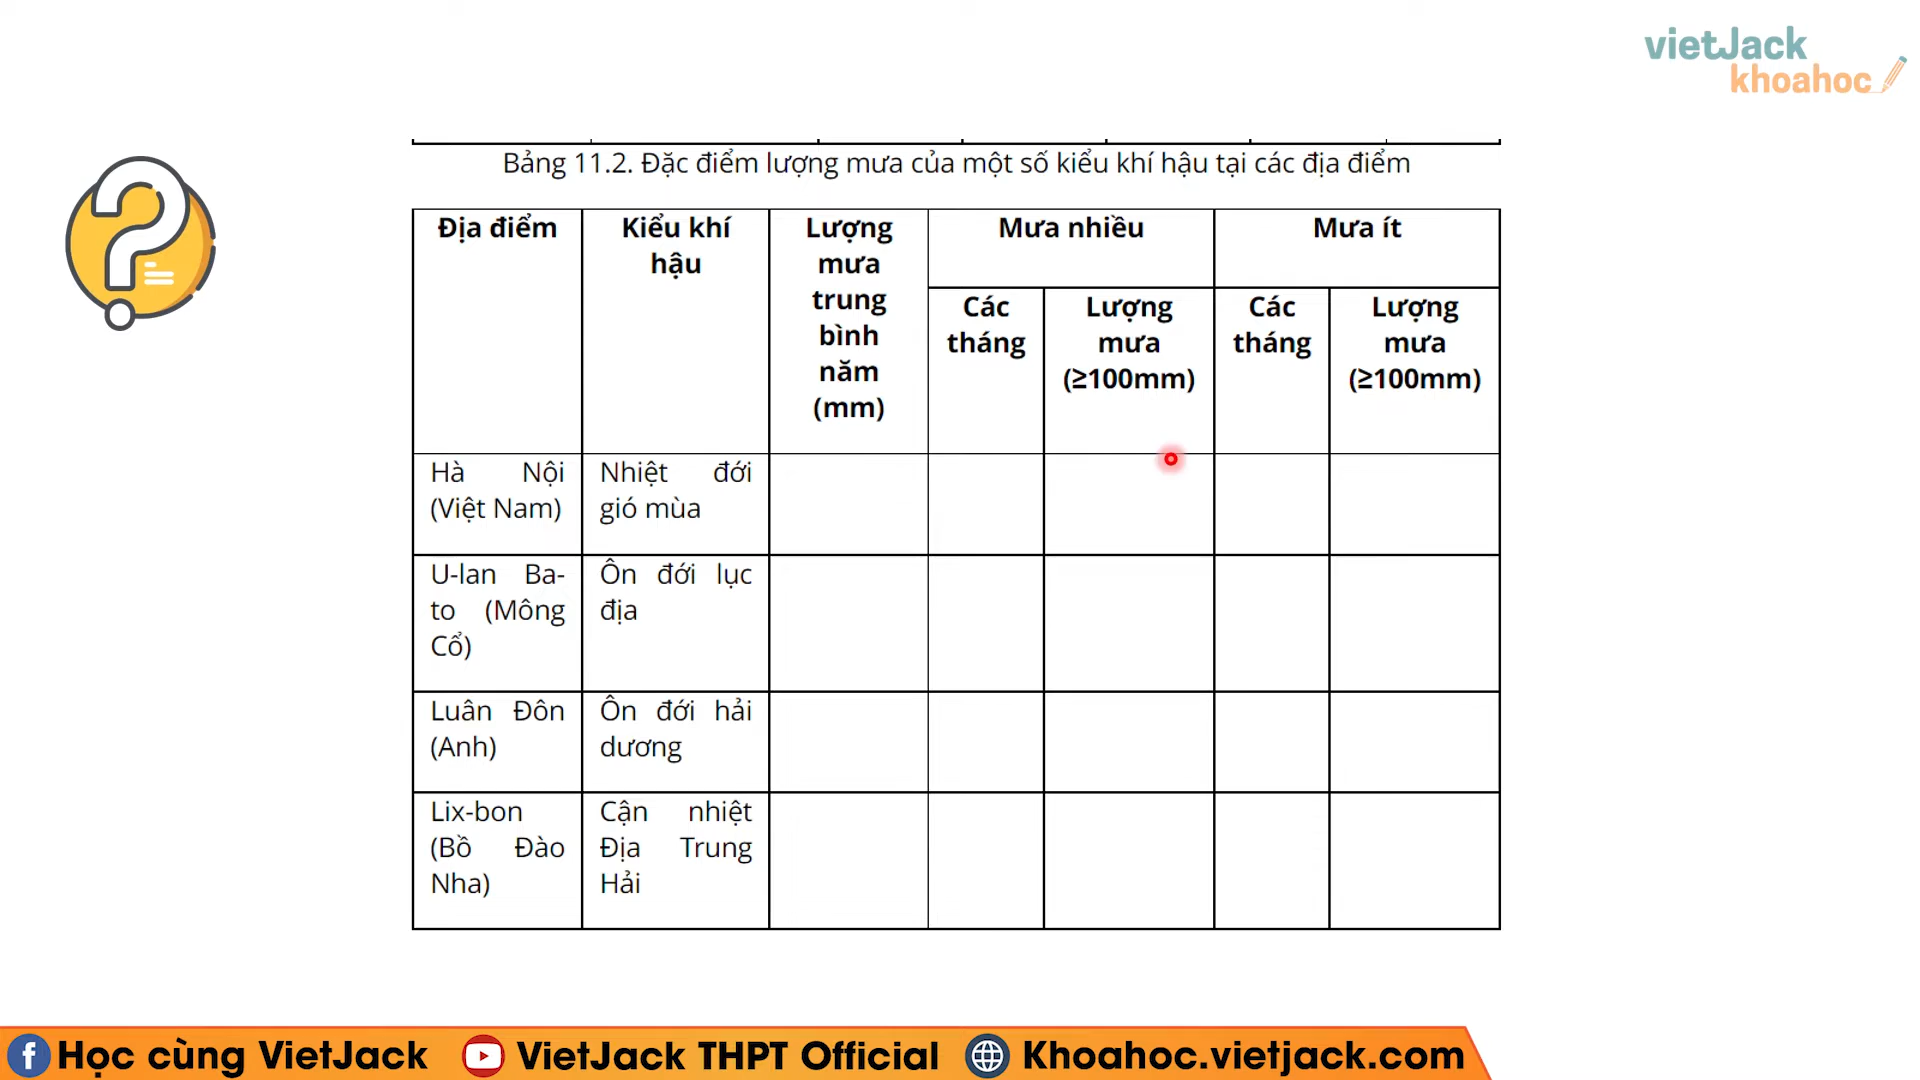 vietJack
khoahoc
Bảng 11.2. Đặc điểm lượng mưa của một số kiểu khí hậu tại các địa điểm
Địa điểm
Kiểu khí
hậu
Lượng
mưa
trung
bình
năm
(mm)
Mưa nhiều
Mưa ít
Các
tháng
Lượng
mưa
(≥100mm)
Các
tháng
Lượng
mưa
(≥100mm)
Hà Nội
(Việt Nam)
Nhiệt đới
gió mùa
U-lan Ba-
to (Mông
Cổ)
Ôn đới lục
địa
Luân Đôn
(Anh)
Ôn đới hải
dương
Lix-bon
(Bồ Đào
Nha)
Cận nhiệt
Địa Trung
Hải
Học cùng VietJack
VietJack THPT Official
Khoahoc.vietjack.com